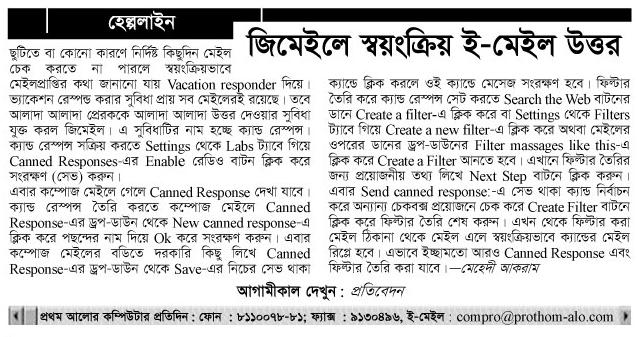 হেল্পলাইন
জিমেইলে স্বয়ংক্রিয় ই-মেইল উত্তর
ছুটিতে বা কোনো কারণে নির্দিষ্ট কিছুদিন মেইল
চেক করতে না পারলে স্বয়ংক্রিয়ভাবে
মেইলপ্রাপ্তির কথা জানানো যায় Vacation responder দিয়ে।
ভ্যাকেশন রেস্পন্ড করার সুবিধা প্রায় সব মেইলেরই রয়েছে। তবে
আলাদা আলাদা প্রেরককে আলাদা আলাদা উত্তর দেওয়ার সুবিধা
যুক্ত করল জিমেইল। এ সুবিধাটির নাম হচ্ছে ক্যান্ড রেস্পন্স।
ক্যান্ড রেস্পন্স সক্রিয় করতে Settings থেকে Labs ট্যাবে গিয়ে
Canned Responses-এর Enable রেডিও বাটন ক্লিক করে
সংরক্ষণ (সেভ) করুন।
এবার কম্পোজ মেইলে গেলে Canned Response দেখা যাবে।
ক্যান্ড রেস্পন্স তৈরি করতে কম্পোজ মেইলে Canned
Response-এর ড্রপ-ডাউন থেকে New canned response-এ
ক্লিক করে পছন্দের নাম দিয়ে Ok করে সংরক্ষণ করুন। এবার
কম্পোজ মেইলের বডিতে দরকারি কিছু লিখে Canned
Response-এর ড্রপ-ডাউন থেকে Save-এর নিচের সেভ থাকা
ক্যান্ডে ক্লিক করলে ওই ক্যান্ডে মেসেজ সংরক্ষণ হবে। ফিল্টার
তৈরি করে ক্যান্ড রেস্পন্স সেট করতে Search the Web বাটনের
ডানে Create a filter-এ ক্লিক করে বা Settings থেকে Filters
ট্যাবে গিয়ে Create a new filter-এ ক্লিক করে অথবা মেইলের
ওপরের ডানের ড্রপ-ডাউনের Filter massages like this-এ
ক্লিক করে Create a Filter আনতে হবে। এখানে ফিল্টার তৈরির
জন্য প্রয়োজনীয় তথ্য লিখে Next Step বাটনে ক্লিক করুন।
এবার Send canned response:-এ সেভ থাকা ক্যান্ড নির্বাচন
করে অন্যান্য চেকবক্স প্রয়োজনে চেক করে Create Filter বাটনে
ক্লিক করে ফিল্টার তৈরি শেষ করুন। এখন থেকে ফিল্টার করা
মেইল ঠিকানা থেকে মেইল এলে স্বয়ংক্রিয়ভাবে ক্যান্ডের মেইল
রিপ্লে হবে। এভাবে ইচ্ছামতো আরও Canned Response এবং
ফিল্টার তৈরি করা যাবে।—মেহেদী আকরাম
আগামীকাল দেখুন : প্রতিবেদন
প্রথম আলোর কম্পিউটার প্রতিদিন : ফোন : ৮১১০০৭৮-৮১; ফ্যাক্স : ৯১৩০৪৯৬, ই-মেইল : compro@prothom-alo.com